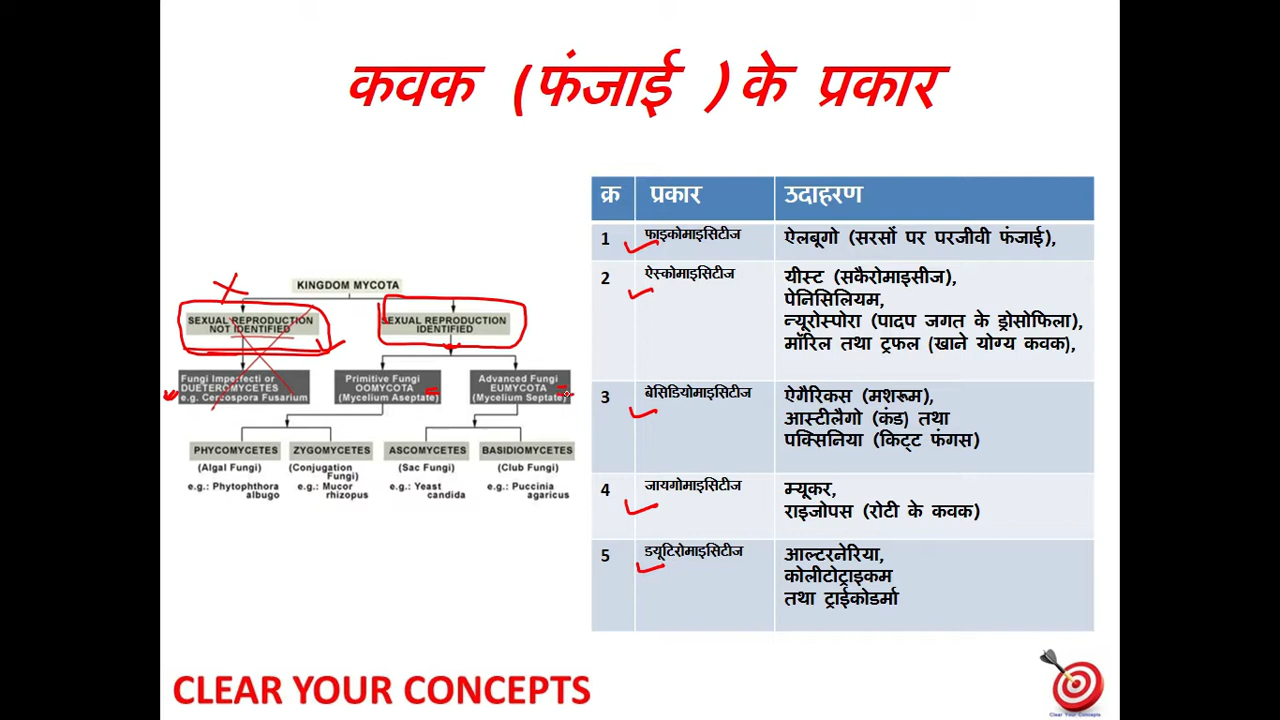 कवक (फंजाई ) के प्रकार
KINGDOM MYCOTA
SEXUAL REPRODUCTION
NOT IDENTIFIED
SEXUAL REPRODUCTION
IDENTIFIED
Fungi Imperfecti or
DUETEROMYCETES
e.g. Cercospora Fusarium
Primitive Fungi
OOMYCOTA
(Mycelium Aseptate)
Advanced Fungi
EUMYCOTA
(Mycelium Septate)
PHYCOMYCETES
(Algal Fungi)
e.g.: Phytophthora
albugo
ZYGOMYCETES
(Conjugation
Fungi)
e.g.: Mucor
rhizopus
ASCOMYCETES
(Sac Fungi)
e.g.: Yeast
candida
BASIDIOMYCETES
(Club Fungi)
e.g.: Puccinia
agaricus
क्र प्रकार उदाहरण
1 फाइकोमाइसिटीज ऐलबूगो (सरसों पर परजीवी फंजाई),
2 ऐस्कोमाइसिटीज यीस्ट (सकैरोमाइसीज),
पेनिसिलियम,
न्यूरोस्पोरा (पादप जगत के ड्रोसोफिला),
मॉरिल तथा ट्रफल (खाने योग्य कवक),
3 बेसिडियोमाइसिटीज ऐगैरिकस (मशरूम),
आस्टीलैगो (कंड) तथा
पक्सिनिया (किट्ट फंगस)
4 जायगोमाइसिटीज म्यूकर,
राइजोपस (रोटी के कवक)
5 डयूटिरोमाइसिटीज आल्टरनेरिया,
कोलीटोट्राइकम
तथा ट्राईकोडर्मा
CLEAR YOUR CONCEPTS
Clear Your Concepts